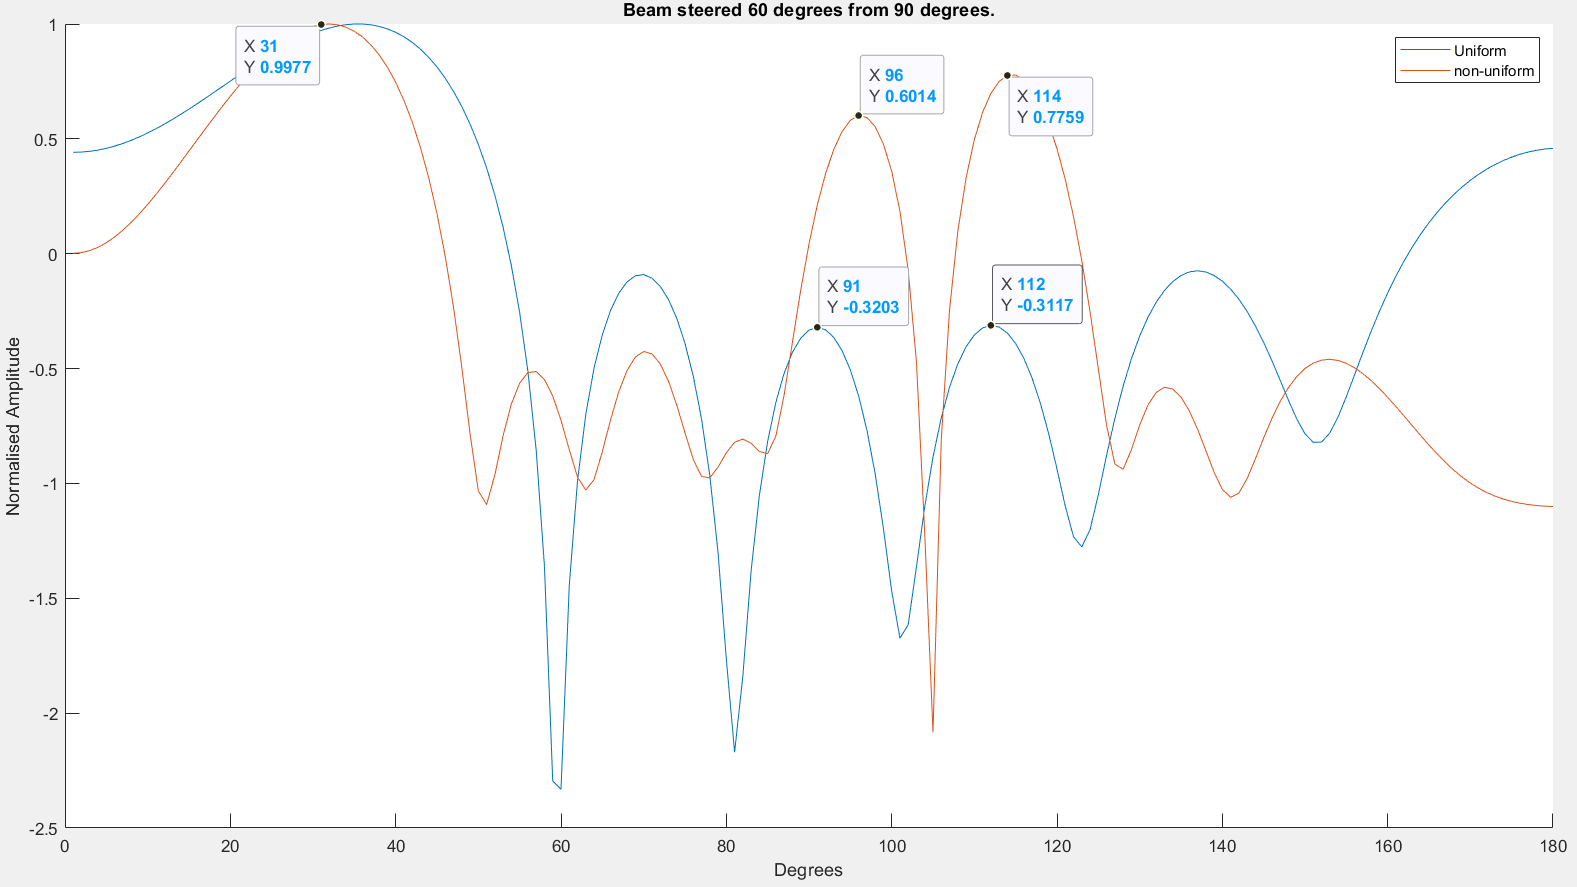 Beam steered 60 degrees from 90 degrees.
Uniform
non-uniform
X 31
Y 0.9977
X 96
Y 0.6014
X 114
Y 0.7759
X 91
Y -0.3203
X 112
Y -0.3117
Normalised Amplitude
1
0.5
0
-0.5
-1
-1.5
-2
-2.5
0 20 40 60 80 100 120 140 160 180
Degrees